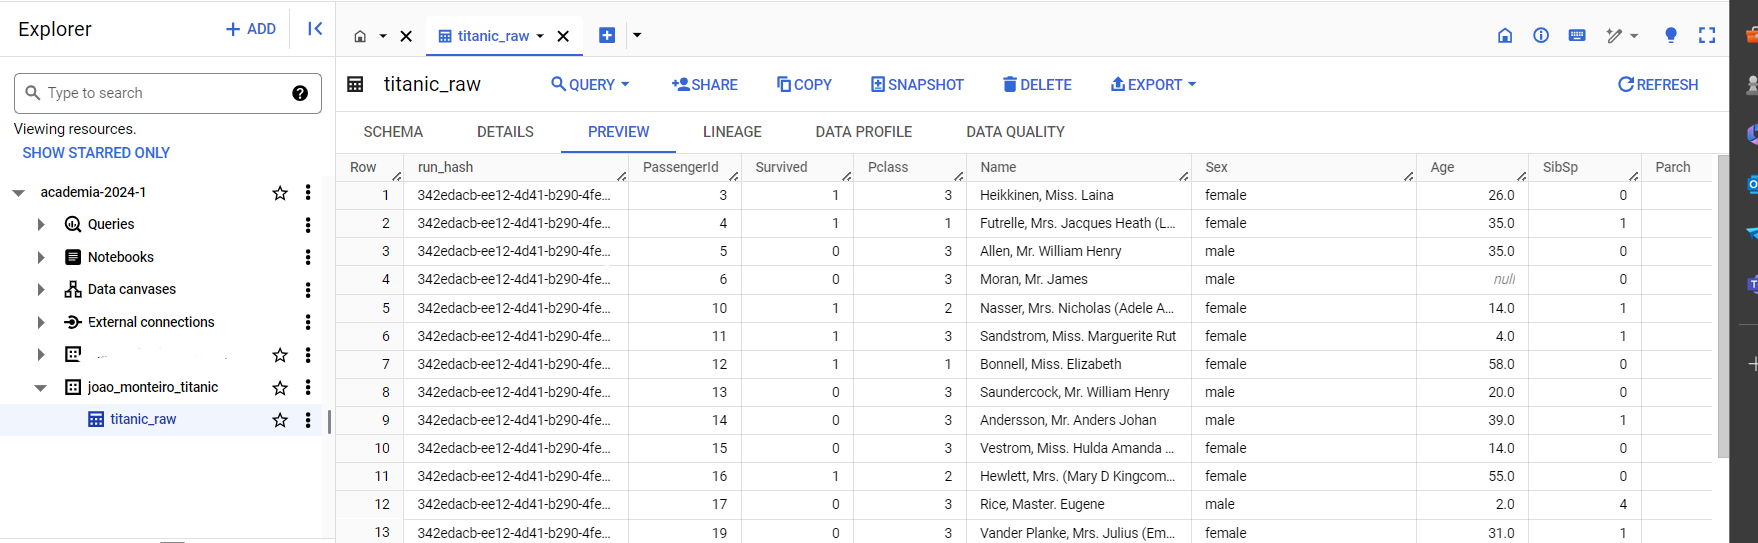 Explorer
+ ADD
Type to search
Viewing resources.
SHOW STARRED ONLY
academia-2024-1
Queries
Notebooks
Data canvases
External connections
joao_monteiro_titanic
titanic_raw
titanic_raw
titanic_raw
QUERY SHARE COPY SNAPSHOT DELETE EXPORT REFRESH
SCHEMA DETAILS PREVIEW LINEAGE DATA PROFILE DATA QUALITY
Row run_hash PassengerId Survived Pclass Name Sex Age SibSp Parch
1 342edacb-ee12-4d41-b290-4fe... 3 1 3 Heikkinen, Miss. Laina female 26.0 0
2 342edacb-ee12-4d41-b290-4fe... 4 1 1 Futrelle, Mrs. Jacques Heath (L... female 35.0 1
3 342edacb-ee12-4d41-b290-4fe... 5 0 3 Allen, Mr. William Henry male 35.0 0
4 342edacb-ee12-4d41-b290-4fe... 6 0 3 Moran, Mr. James male null 0
5 342edacb-ee12-4d41-b290-4fe... 10 1 2 Nasser, Mrs. Nicholas (Adele A... female 14.0 1
6 342edacb-ee12-4d41-b290-4fe... 11 1 3 Sandstrom, Miss. Marguerite Rut female 4.0 1
7 342edacb-ee12-4d41-b290-4fe... 12 1 1 Bonnell, Miss. Elizabeth female 58.0 0
8 342edacb-ee12-4d41-b290-4fe... 13 0 3 Saundercock, Mr. William Henry male 20.0 0
9 342edacb-ee12-4d41-b290-4fe... 14 0 3 Andersson, Mr. Anders Johan male 39.0 1
10 342edacb-ee12-4d41-b290-4fe... 15 0 3 Vestrom, Miss. Hulda Amanda ... female 14.0 0
11 342edacb-ee12-4d41-b290-4fe... 16 1 2 Hewlett, Mrs. (Mary D Kingcom... female 55.0 0
12 342edacb-ee12-4d41-b290-4fe... 17 0 3 Rice, Master. Eugene male 2.0 4
13 342edacb-ee12-4d41-b290-4fe... 19 0 3 Vander Planke, Mrs. Julius (Em... female 31.0 1